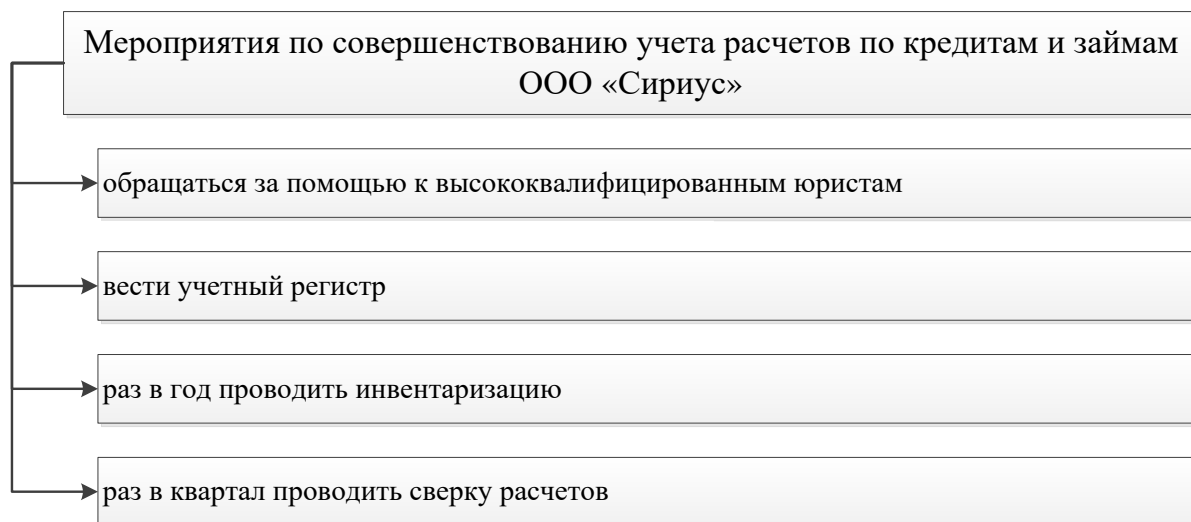 Мероприятия по совершенствованию учета расчетов по кредитам и займам
ООО «Сириус»
обращаться за помощью к высококвалифицированным юристам
вести учетный регистр
раз в год проводить инвентаризацию
раз в квартал проводить сверку расчетов